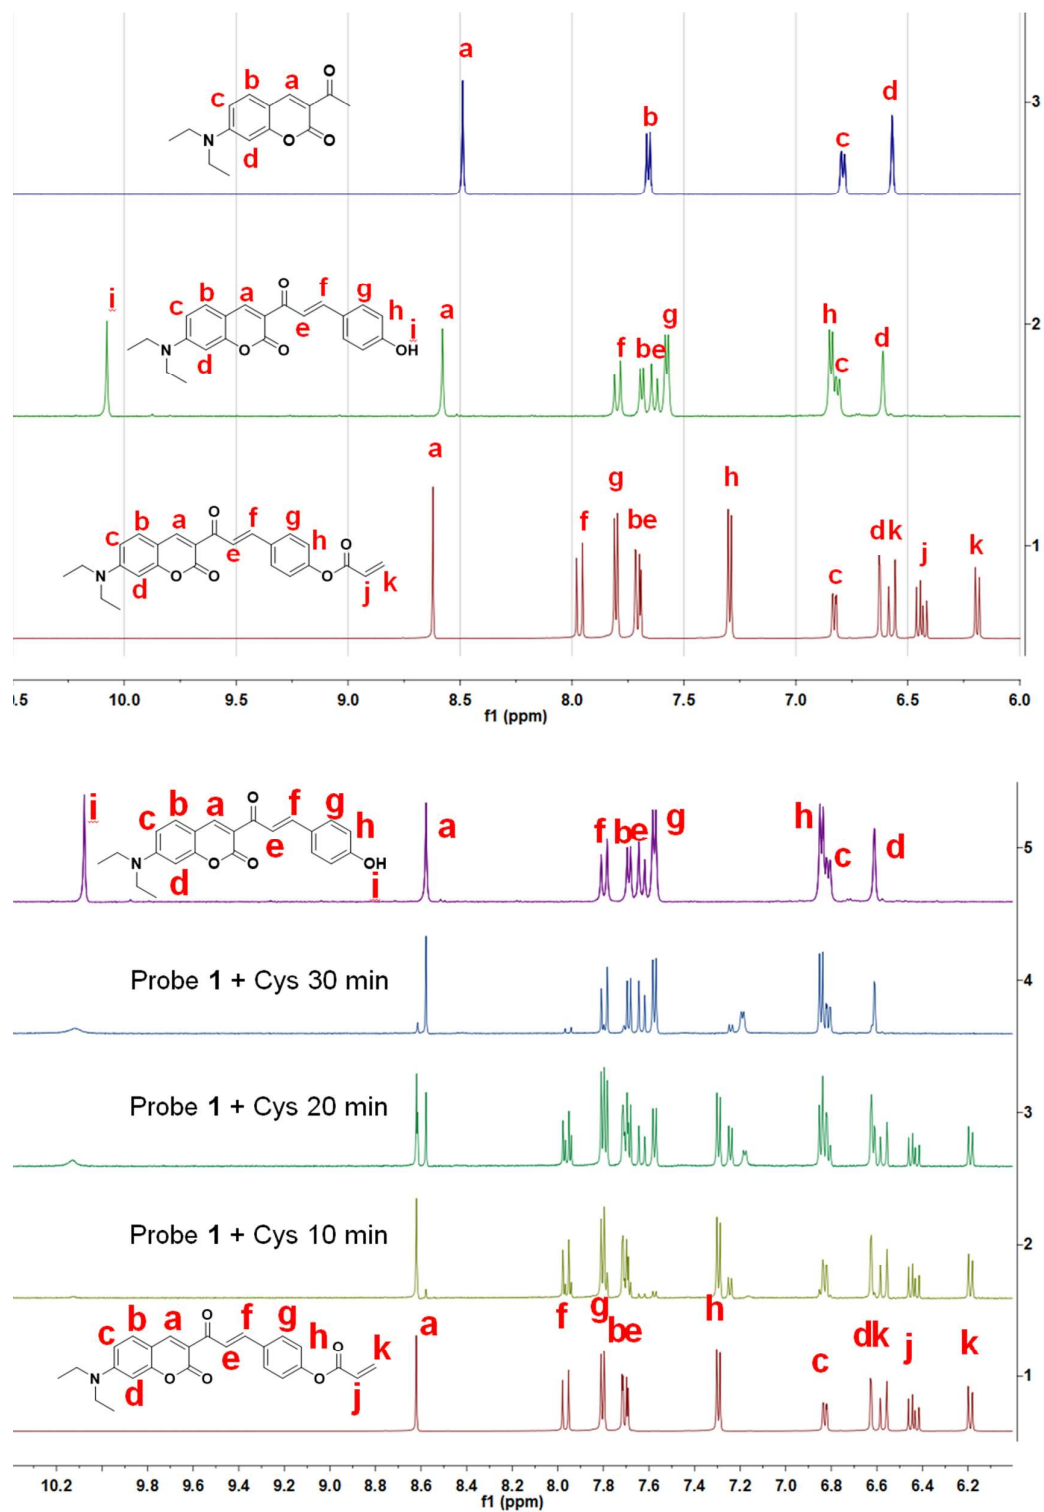 a
O
b a
c
N O O
d
a
b
c
d
3
O
b a f g
c
e h
N O O OH
d i
i
a
f be g
h
c
d
2
a
O
b a f g
c
e h O
N O O O
d j k
f
g
be
h
c
dk
j
k
1
0.5 10.0 9.5 9.0 8.5 8.0 7.5 7.0 6.5 6.0
f1 (ppm)
i
O
b a f g
c
e h
N O O OH
d i
a
f be g
h
c
d
5
Probe 1 + Cys 30 min
4
Probe 1 + Cys 20 min
3
Probe 1 + Cys 10 min
2
O
b a f g
c
e h O
N O O O k
d j
a
f
g
be
h
c
dk
j
k
1
10.2 9.8 9.6 9.4 9.2 9.0 8.8 8.6 8.4 8.2 8.0 7.8 7.6 7.4 7.2 7.0 6.8 6.6 6.4 6.2
f1 (ppm)